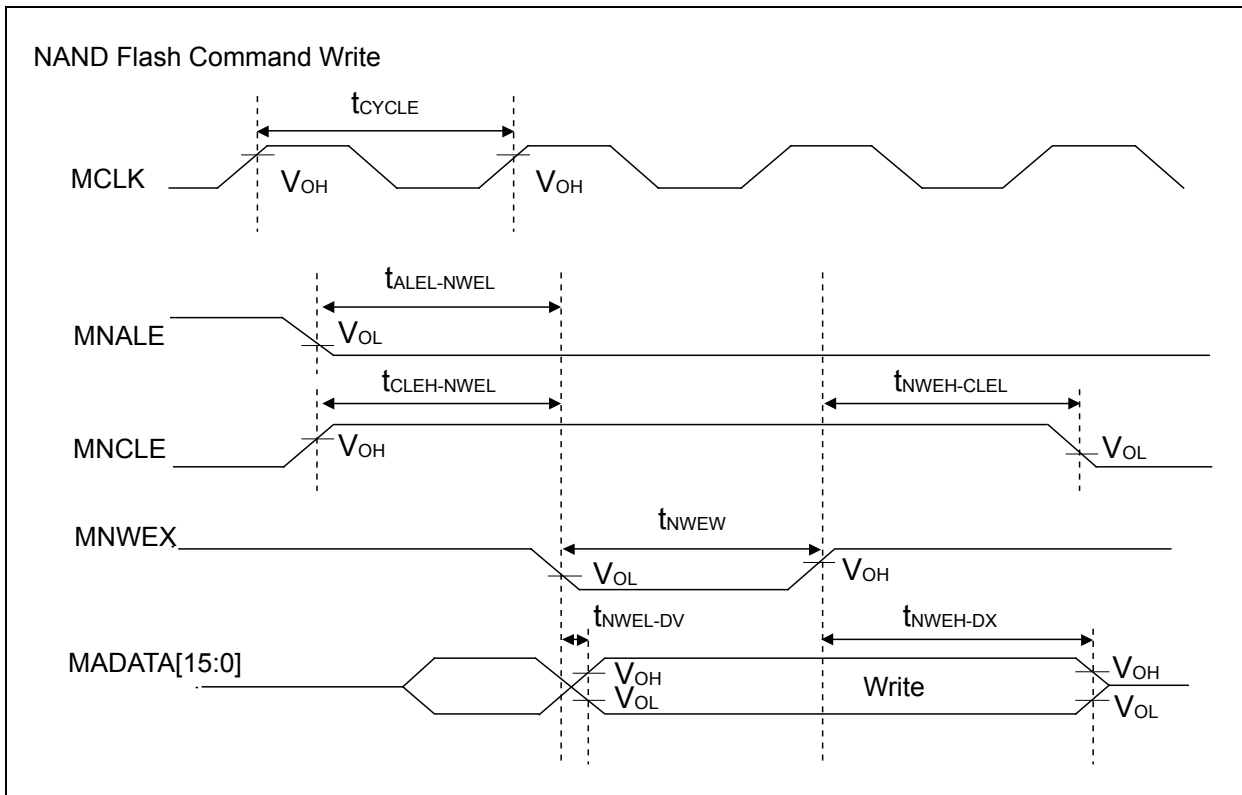 NAND Flash Command Write
tCYCLE
MCLK
VOH
VOH
tALEL-NWEL
MNALE
VOL
tCLEH-NWEL
tNWEH-CLEL
MNCLE
VOH
VOL
MNWEX
tNWEW
VOL
VOH
tNWEL-DV
tNWEH-DX
MADATA[15:0]
VOH
VOL
Write
VOH
VOL